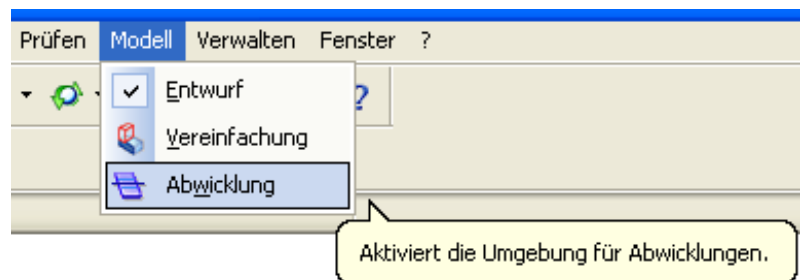 Prüfen Modell Verwalten Fenster ?
Entwurf
?
Vereinfachung
Abwicklung
Aktiviert die Umgebung für Abwicklungen.